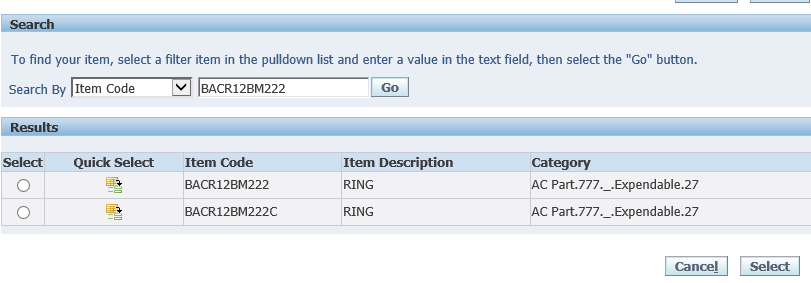 Search
To find your item, select a filter item in the pulldown list and enter a value in the text field, then select the "Go" button.
Search By Item Code BACR12BM222 Go
Results
Select Quick Select Item Code Item Description Category
BACR12BM222 RING AC Part.777._.Expendable.27
BACR12BM222C RING AC Part.777._.Expendable.27
Cancel Select